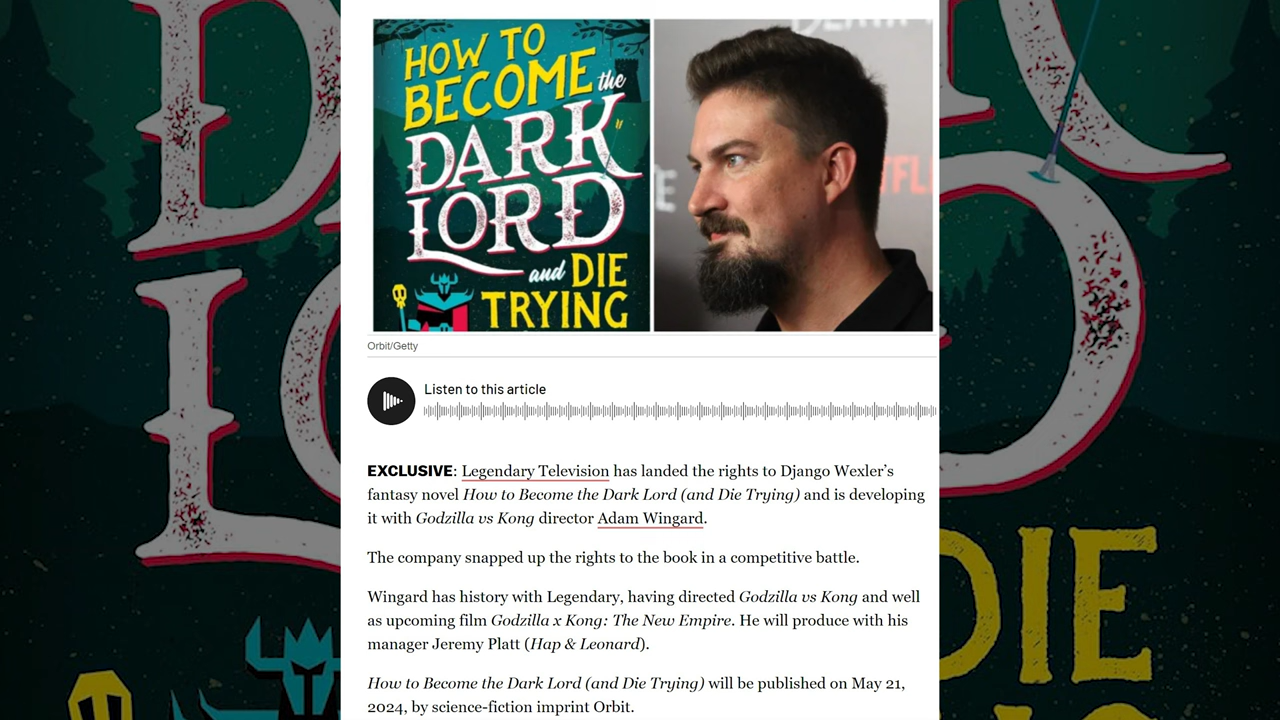 HOW TO
BECOME the
DARK
LORD
and DIE
TRYING
Orbit/Getty
Listen to this article
EXCLUSIVE: Legendary Television has landed the rights to Django Wexler’s
fantasy novel How to Become the Dark Lord (and Die Trying) and is developing
it with Godzilla vs Kong director Adam Wingard.
The company snapped up the rights to the book in a competitive battle.
Wingard has history with Legendary, having directed Godzilla vs Kong and well
as upcoming film Godzilla x Kong: The New Empire. He will produce with his
manager Jeremy Platt (Hap & Leonard).
How to Become the Dark Lord (and Die Trying) will be published on May 21,
2024, by science-fiction imprint Orbit.
DIE